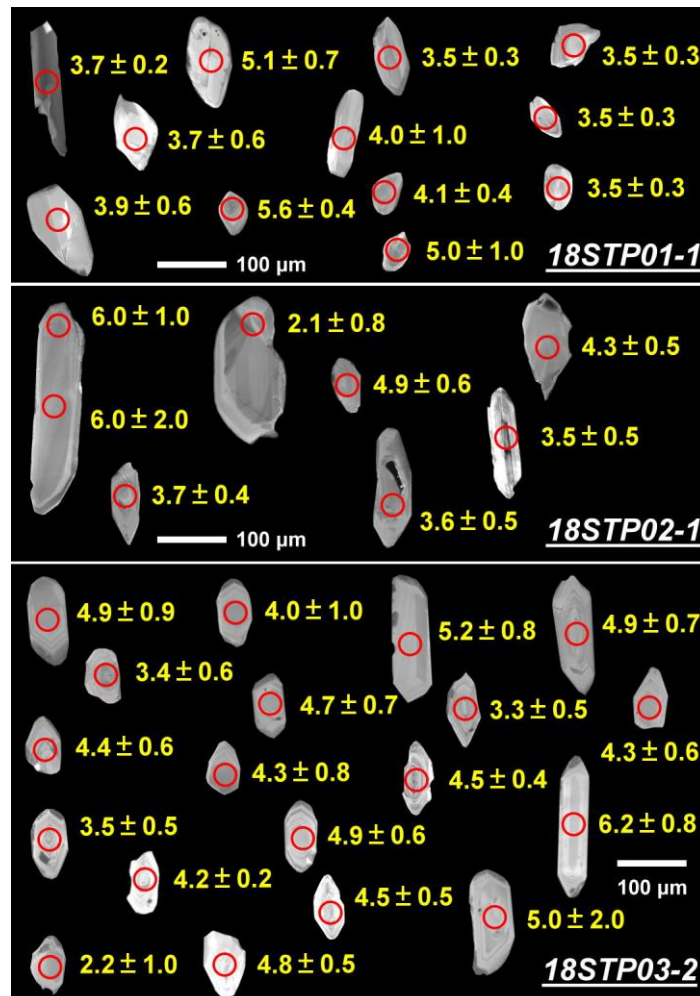 3.7 ± 0.2
5.1 ± 0.7
3.5 ± 0.3
3.5 ± 0.3
3.7 ± 0.6
4.0 ± 1.0
3.5 ± 0.3
3.9 ± 0.6
5.6 ± 0.4
4.1 ± 0.4
3.5 ± 0.3
5.0 ± 1.0
100 µm
18STP01-1
6.0 ± 1.0
2.1 ± 0.8
4.3 ± 0.5
4.9 ± 0.6
6.0 ± 2.0
3.5 ± 0.5
3.7 ± 0.4
3.6 ± 0.5
100 µm
18STP02-1
4.9 ± 0.9
4.0 ± 1.0
5.2 ± 0.8
4.9 ± 0.7
3.4 ± 0.6
4.7 ± 0.7
3.3 ± 0.5
4.4 ± 0.6
4.3 ± 0.6
4.3 ± 0.8
4.5 ± 0.4
3.5 ± 0.5
4.9 ± 0.6
6.2 ± 0.8
4.2 ± 0.2
4.5 ± 0.5
100 µm
5.0 ± 2.0
2.2 ± 1.0
4.8 ± 0.5
18STP03-2